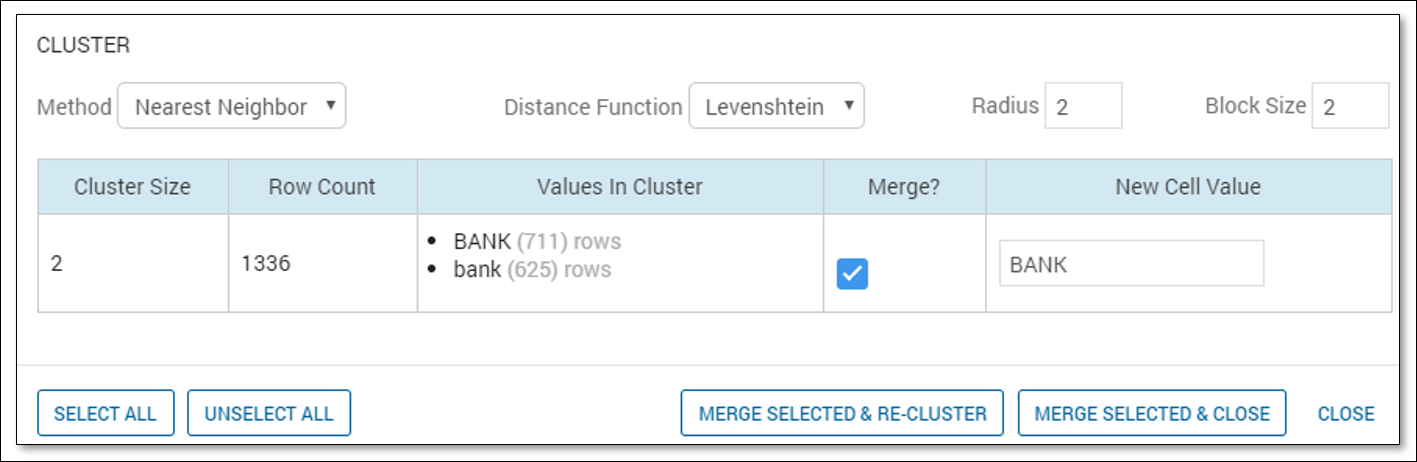 CLUSTER
Method Nearest Neighbor Distance Function Levenshtein Radius 2 Block Size 2
Cluster Size Row Count Values In Cluster Merge? New Cell Value
2 1336 BANK (711) rows BANK
bank (625) rows
SELECT ALL UNSELECT ALL MERGE SELECTED & RE-CLUSTER MERGE SELECTED & CLOSE CLOSE